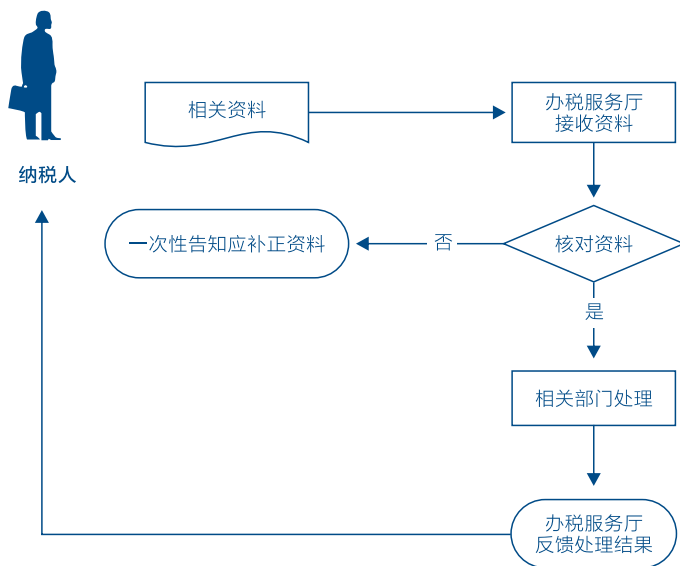 相关资料
办税服务厅
接收资料
纳税人
一次性告知应补正资料
否
核对资料
是
相关部门处理
办税服务厅
反馈处理结果